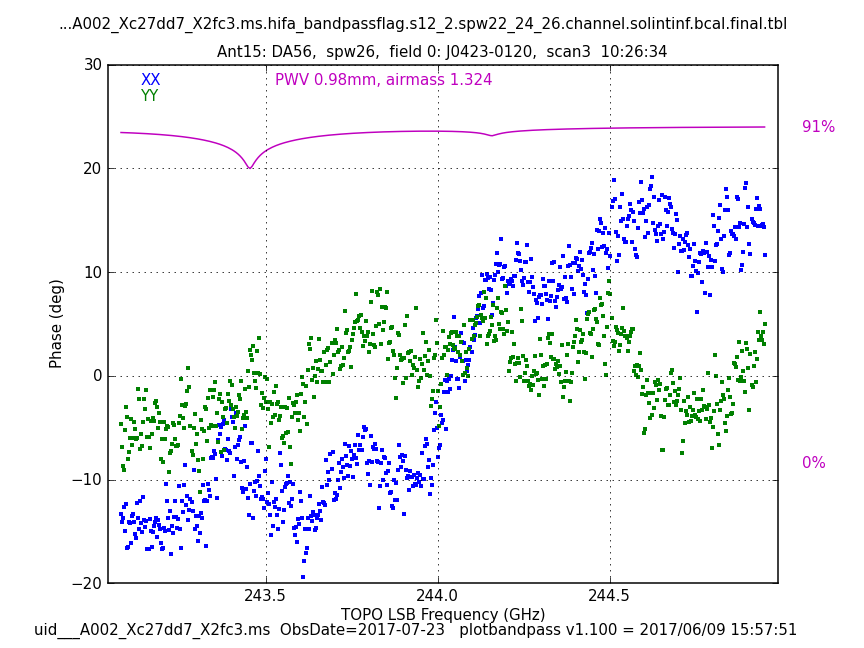 ...A002_Xc27dd7_X2fc3.ms.hifa_bandpassflag.s12_2.spw22_24_26.channel.solintinf.bcal.final.tbl
Ant15: DA56, spw26, field 0: J0423-0120, scan3 10:26:34
XX
YY
PWV 0.98mm, airmass 1.324
30
20
10
0
−10
−20
Phase (deg)
91%
0%
243.5 244.0 244.5
TOPO LSB Frequency (GHz)
uid___A002_Xc27dd7_X2fc3.ms ObsDate=2017-07-23 plotbandpass v1.100 = 2017/06/09 15:57:51